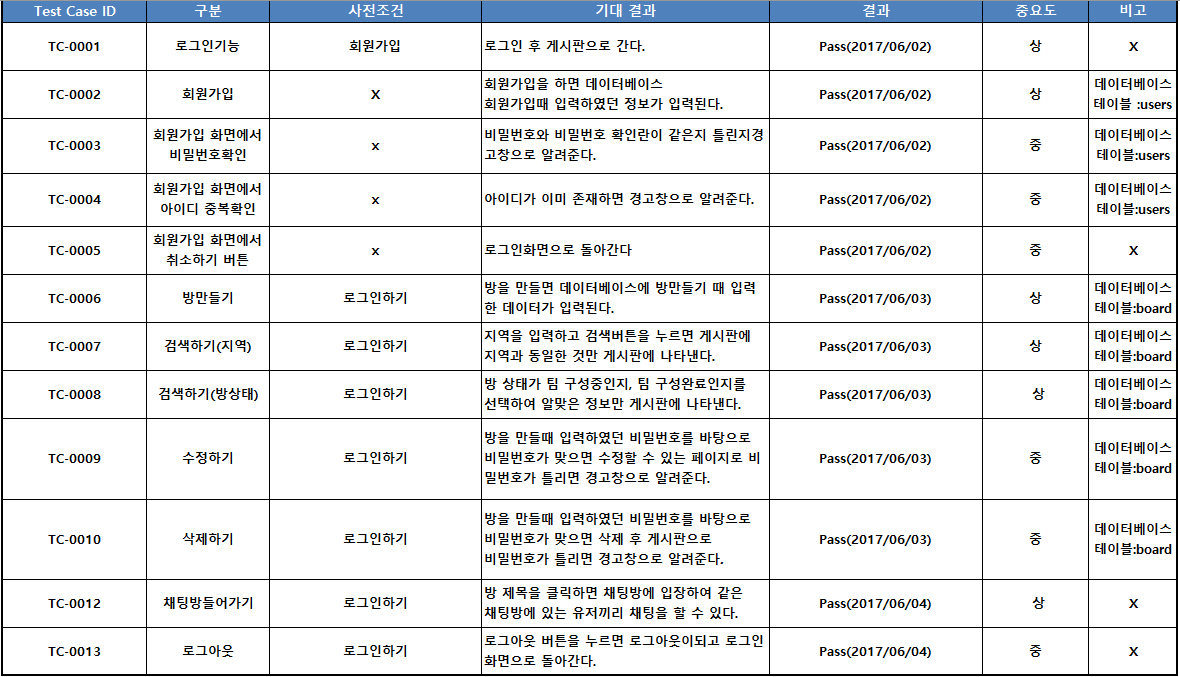 Test Case ID 구분 사전조건 기대 결과 결과 중요도 비고
TC-0001 로그인기능 회원가입 로그인 후 게시판으로 간다. Pass(2017/06/02) 상 X
TC-0002 회원가입 X 회원가입을 하면 데이터베이스
회원가입때 입력하였던 정보가 입력된다. Pass(2017/06/02) 상 데이터베이스
테이블 :users
TC-0003 회원가입 화면에서
비밀번호확인 x 비밀번호와 비밀번호 확인란이 같은지 틀린지경
고창으로 알려준다. Pass(2017/06/02) 중 데이터베이스
테이블:users
TC-0004 회원가입 화면에서
아이디 중복확인 x 아이디가 이미 존재하면 경고창으로 알려준다. Pass(2017/06/02) 중 데이터베이스
테이블:users
TC-0005 회원가입 화면에서
취소하기 버튼 x 로그인화면으로 돌아간다 Pass(2017/06/02) 중 X
TC-0006 방만들기 로그인하기 방을 만들면 데이터베이스에 방만들기 때 입력
한 데이터가 입력된다. Pass(2017/06/03) 상 데이터베이스
테이블:board
TC-0007 검색하기(지역) 로그인하기 지역을 입력하고 검색버튼을 누르면 게시판에
지역과 동일한 것만 게시판에 나타낸다. Pass(2017/06/03) 상 데이터베이스
테이블:board
TC-0008 검색하기(방상태) 로그인하기 방 상태가 팀 구성중인지, 팀 구성완료인지를
선택하여 알맞은 정보만 게시판에 나타낸다. Pass(2017/06/03) 상 데이터베이스
테이블:board
TC-0009 수정하기 로그인하기 방을 만들때 입력하였던 비밀번호를 바탕으로
비밀번호가 맞으면 수정할 수 있는 페이지로 비
밀번호가 틀리면 경고창으로 알려준다. Pass(2017/06/03) 중 데이터베이스
테이블:board
TC-0010 삭제하기 로그인하기 방을 만들때 입력하였던 비밀번호를 바탕으로
비밀번호가 맞으면 삭제 후 게시판으로
비밀번호가 틀리면 경고창으로 알려준다. Pass(2017/06/03) 중 데이터베이스
테이블:board
TC-0012 채팅방들어가기 로그인하기 방 제목을 클릭하면 채팅방에 입장하여 같은
채팅방에 있는 유저끼리 채팅을 할 수 있다. Pass(2017/06/04) 상 X
TC-0013 로그아웃 로그인하기 로그아웃 버튼을 누르면 로그아웃이되고 로그인
화면으로 돌아간다. Pass(2017/06/04) 중 X